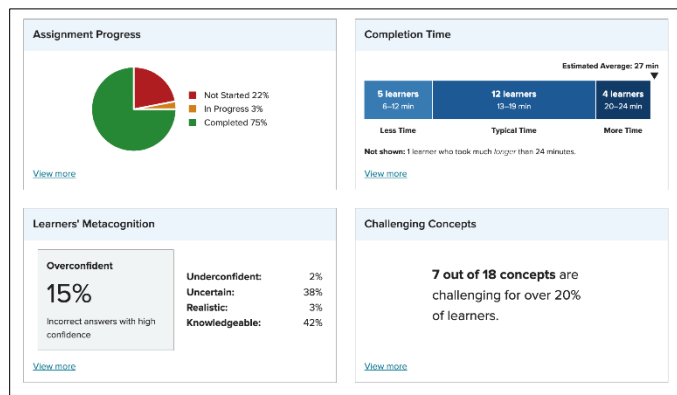 Assignment Progress
Not Started 22%
In Progress 3%
Completed 75%
View more
Completion Time
Estimated Average: 27 min
5 learners 12 learners 4 learners
6–12 min 13–19 min 20–24 min
Less Time Typical Time More Time
Not shown: 1 learner who took much longer than 24 minutes.
View more
Learners' Metacognition
Overconfident
15%
Incorrect answers with high
confidence
Underconfident: 2%
Uncertain: 38%
Realistic: 3%
Knowledgeable: 42%
View more
Challenging Concepts
7 out of 18 concepts are
challenging for over 20%
of learners.
View more